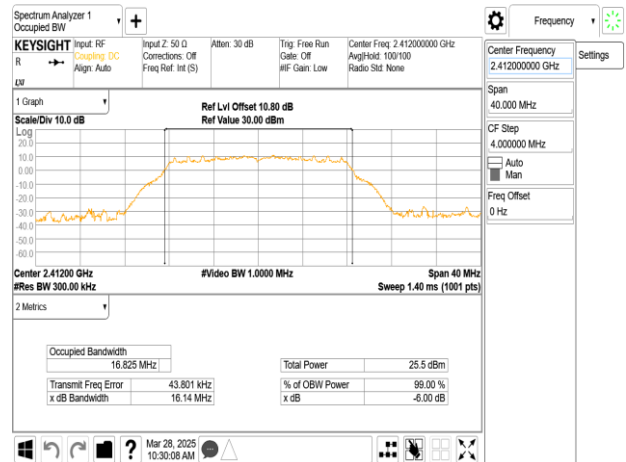 Spectrum Analyzer 1
Occupied BW
Frequency
KEYSIGHT
R
LXI
Input: RF
Coupling: DC
Align: Auto
Input Z: 50 Ω
Corrections: Off
Freq Ref: Int (S)
Atten: 30 dB
Trig: Free Run
Gate: Off
#IF Gain: Low
Center Freq: 2.412000000 GHz
Avg|Hold: 100/100
Radio Std: None
Center Frequency
2.412000000 GHz
Settings
Span
40.000 MHz
CF Step
4.000000 MHz
Auto
Man
Freq Offset
0 Hz
1 Graph
Scale/Div 10.0 dB
Ref Lvl Offset 10.80 dB
Ref Value 30.00 dBm
Log
20.0
10.0
0.00
-10.0
-20.0
-30.0
-40.0
-50.0
-60.0
Center 2.41200 GHz
#Res BW 300.00 kHz
#Video BW 1.0000 MHz
Span 40 MHz
Sweep 1.40 ms (1001 pts)
2 Metrics
Occupied Bandwidth
16.825 MHz
Transmit Freq Error 43.801 kHz
x dB Bandwidth 16.14 MHz
Total Power 25.5 dBm
% of OBW Power 99.00 %
x dB -6.00 dB
?
Mar 28, 2025
10:30:08 AM